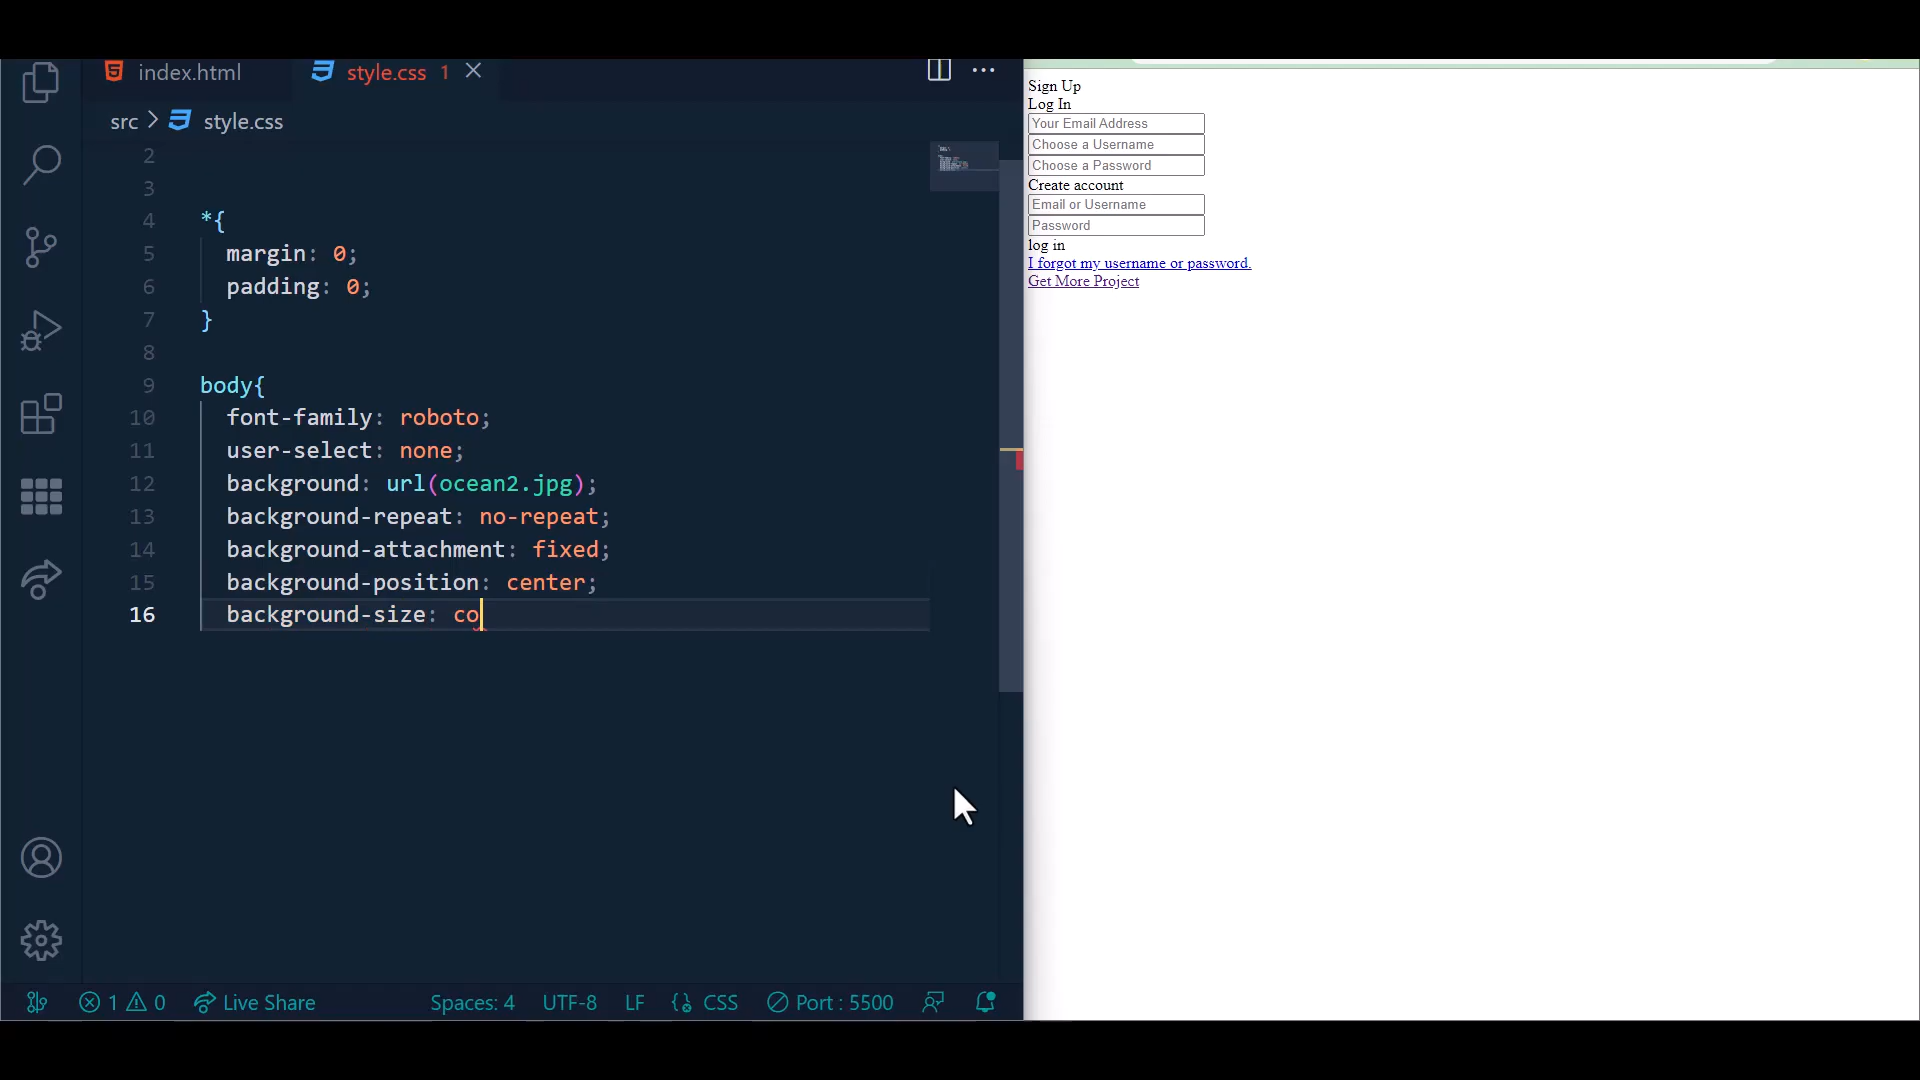 index.html
style.css 1
src > style.css
2
3
4 *{
5 margin: 0;
6 padding: 0;
7 }
8
9 body{
10 font-family: roboto;
11 user-select: none;
12 background: url(ocean2.jpg);
13 background-repeat: no-repeat;
14 background-attachment: fixed;
15 background-position: center;
16 background-size: co
1 0 Live Share Spaces: 4 UTF-8 LF CSS Port : 5500
Sign Up
Log In
Your Email Address
Choose a Username
Choose a Password
Create account
Email or Username
Password
log in
I forgot my username or password.
Get More Project